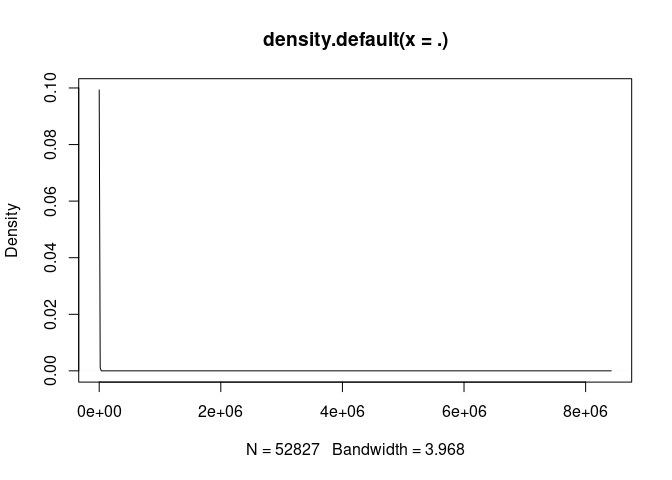 density.default(x = .)
Density
0.10
0.08
0.06
0.04
0.02
0.00
0e+00 2e+06 4e+06 6e+06 8e+06
N = 52827 Bandwidth = 3.968